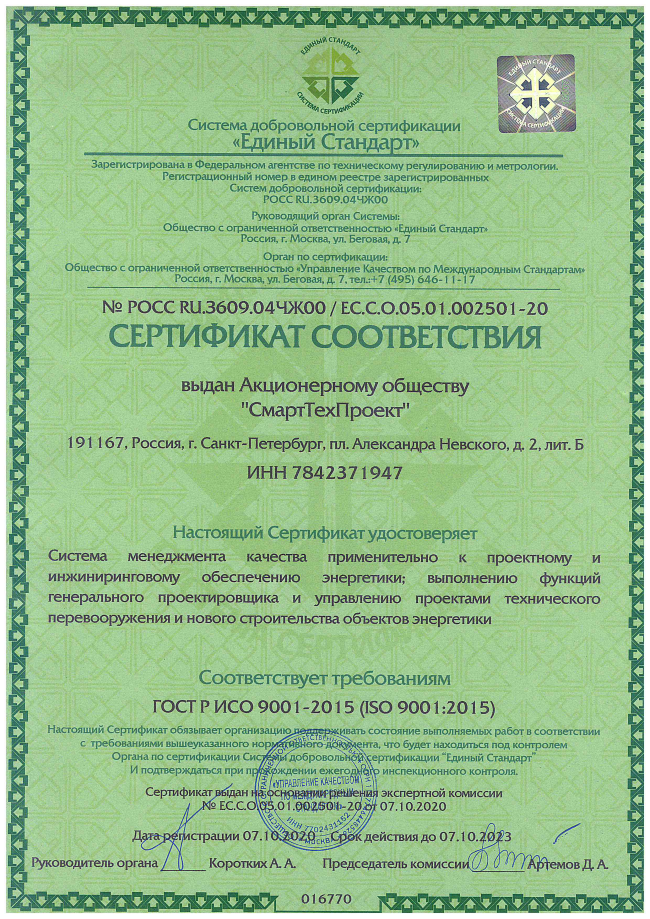 ЕДИНЫЙ СТАНДАРТ
СИСТЕМА СЕРТИФИКАЦИИ
ЕДИНЫЙ СТАНДАРТ
СИСТЕМА СЕРТИФИКАЦИИ
Система добровольной сертификации
«Единый Стандарт»
Зарегистрирована в Федеральном агентстве по техническому регулированию и метрологии.
Регистрационный номер в едином реестре зарегистрированных
Систем добровольной сертификации:
РОСС RU.3609.04ЧЖ00
Руководящий орган Системы:
Общество с ограниченной ответственностью «Единый Стандарт»
Россия, г. Москва, ул. Беговая, д. 7
Орган по сертификации:
Общество с ограниченной ответственностью «Управление Качеством по Международным Стандартам»
Россия, г. Москва, ул. Беговая, д. 7, тел.:+7 (495) 646-11-17
№ РОСС RU.3609.04ЧЖ00 / ЕС.С.О.05.01.002501-20
СЕРТИФИКАТ СООТВЕТСТВИЯ
выдан Акционерному обществу
"СмартТехПроект"
191167, Россия, г. Санкт-Петербург, пл. Александра Невского, д. 2, лит. Б
ИНН 7842371947
Настоящий Сертификат удостоверяет
Система менеджмента качества применительно к проектному и
инжиниринговому обеспечению энергетики; выполнению функций
генерального проектировщика и управлению проектами технического
перевооружения и нового строительства объектов энергетики
Соответствует требованиям
ГОСТ Р ИСО 9001-2015 (ISO 9001:2015)
Настоящий Сертификат обязывает организацию поддерживать состояние выполняемых работ в соответствии
с требованиями вышеуказанного нормативного документа, что будет находиться под контролем
Органа по сертификации Системы добровольной сертификации "Единый Стандарт"
И подтверждаться при прохождении ежегодного инспекционного контроля.
Сертификат выдан на основании решения экспертной комиссии
№ ЕС.С.О.05.01.002501-20 от 07.10.2020
"УПРАВЛЕНИЕ КАЧЕСТВОМ
ИНН 7702431152
Дата регистрации 07.10.2020 Срок действия до 07.10.2023
Руководитель органа Коротких А. А. Председатель комиссии Артемов Д. А.
016770